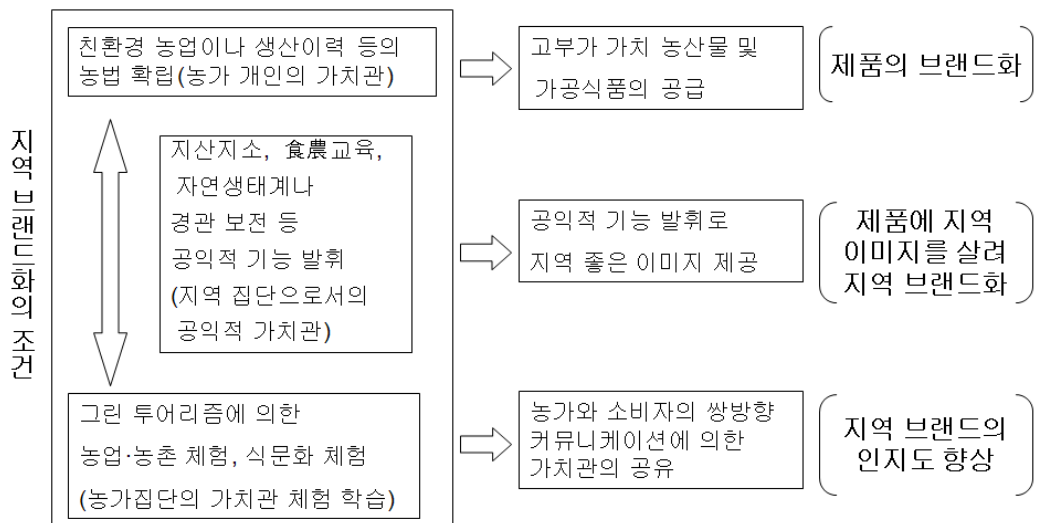 지역 브랜드화의 조건
친환경 농업이나 생산이력 등의
농법 확립(농가 개인의 가치관)
고부가 가치 농산물 및
가공식품의 공급
제품의 브랜드화
지산지소, 食農교육,
자연생태계나
경관 보전 등
공익적 기능 발휘
(지역 집단으로서의
공익적 가치관)
공익적 기능 발휘로
지역 좋은 이미지 제공
제품에 지역
이미지를 살려
지역 브랜드화
그린 투어리즘에 의한
농업·농촌 체험, 식문화 체험
(농가집단의 가치관 체험 학습)
농가와 소비자의 쌍방향
커뮤니케이션에 의한
가치관의 공유
지역 브랜드의
인지도 향상